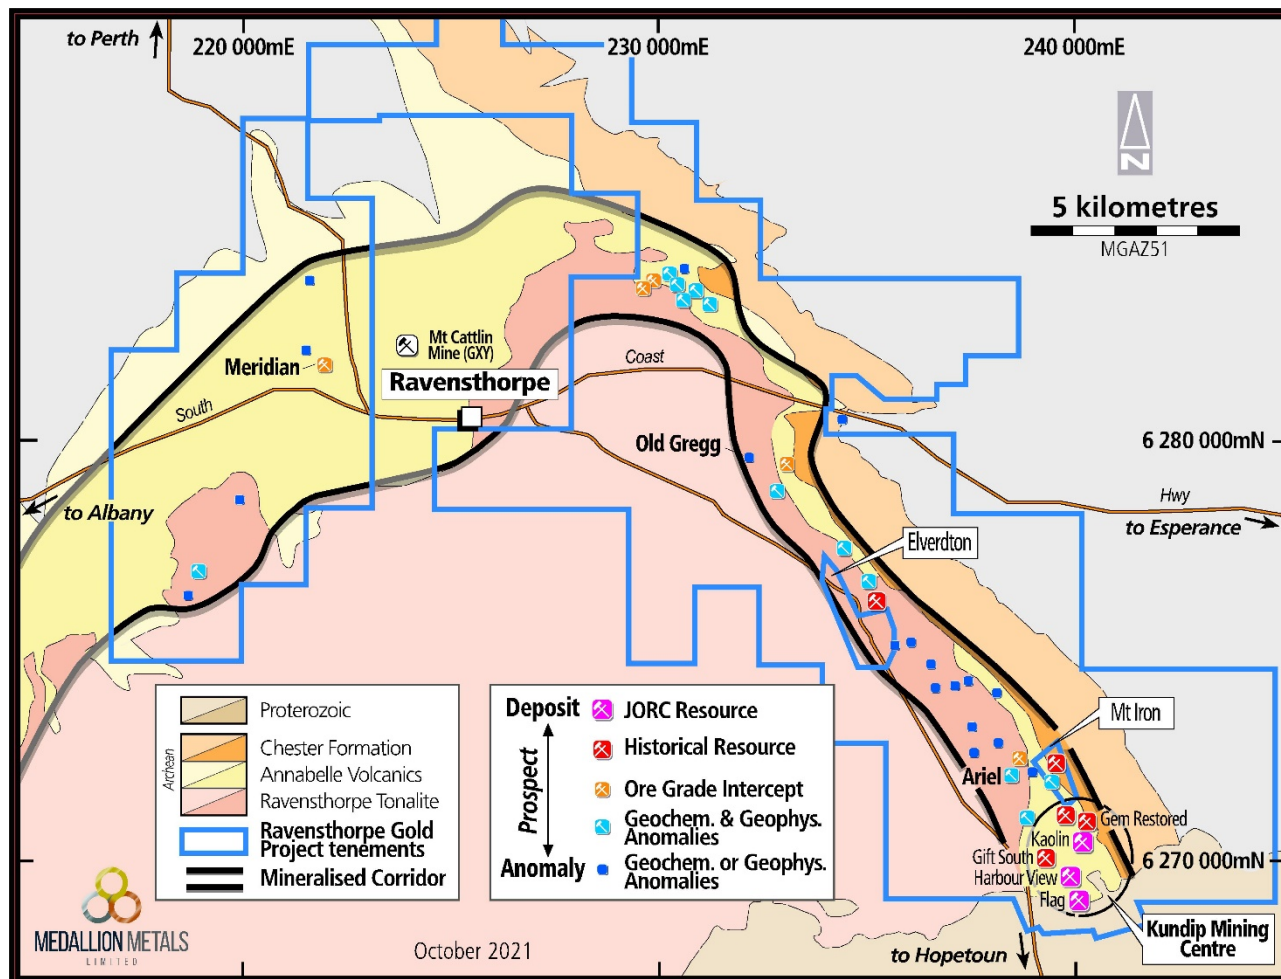 to Perth
220 000mE
230 000mE
240 000mE
N
5 kilometres
MGAZ51
Mt Cattlin
Mine (GXY)
Meridian
Ravensthorpe
Coast
South
Old Gregg
6 280 000mN
Hwy
to Albany
to Esperance
Elverdton
Mt Iron
Ariel
Gem Restored
Kaolin
Gift South
6 270 000mN
Harbour View
Flag
Kundip Mining
Centre
to Hopetoun
Archean
Proterozoic
Chester Formation
Annabelle Volcanics
Ravensthorpe Tonalite
Ravensthorpe Gold
Project tenements
Mineralised Corridor
Deposit
Prospect
Anomaly
JORC Resource
Historical Resource
Ore Grade Intercept
Geochem. & Geophys.
Anomalies
Geochem. or Geophys.
Anomalies
MEDALLION METALS
LIMITED
October 2021